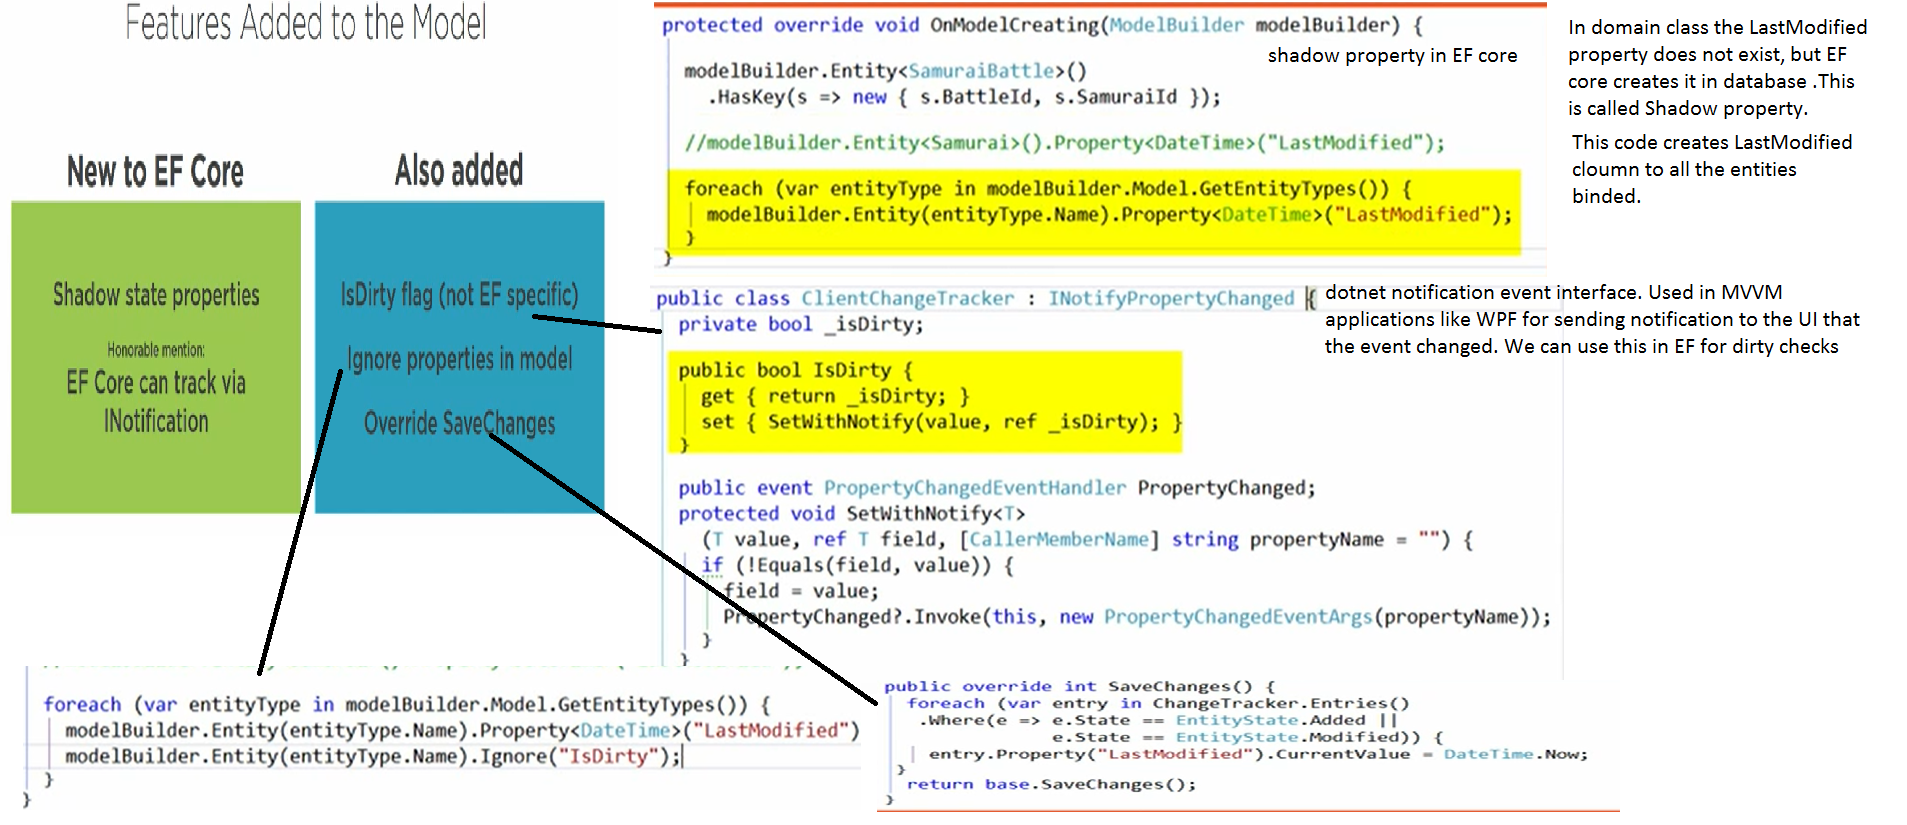 Features Added to the Model
New to EF Core
Shadow state properties
Honorable mention:
EF Core can track via
INotification
Also added
IsDirty flag (not EF specific)
Ignore properties in model
Override SaveChanges
protected override void OnModelCreating(ModelBuilder modelBuilder) {
shadow property in EF core
modelBuilder.Entity<SamuraiBattle>()
.HasKey(s => new { s.BattleId, s.SamuraiId });
//modelBuilder.Entity<Samurai>().Property<DateTime>("LastModified");
foreach (var entityType in modelBuilder.Model.GetEntityTypes()) {
modelBuilder.Entity(entityType.Name).Property<DateTime>("LastModified");
}
}
In domain class the LastModified
property does not exist, but EF
core creates it in database .This
is called Shadow property.
This code creates LastModified
cloumn to all the entities
binded.
public class ClientChangeTracker : INotifyPropertyChanged {
private bool _isDirty;
public bool IsDirty {
get { return _isDirty; }
set { SetWithNotify(value, ref _isDirty); }
}
public event PropertyChangedEventHandler PropertyChanged;
protected void SetWithNotify<T>
(T value, ref T field, [CallerMemberName] string propertyName = "") {
if (!Equals(field, value)) {
field = value;
PropertyChanged?.Invoke(this, new PropertyChangedEventArgs(propertyName));
}
}
dotnet notification event interface. Used in MVVM
applications like WPF for sending notification to the UI that
the event changed. We can use this in EF for dirty checks
foreach (var entityType in modelBuilder.Model.GetEntityTypes()) {
modelBuilder.Entity(entityType.Name).Property<DateTime>("LastModified")
modelBuilder.Entity(entityType.Name).Ignore("IsDirty");
}
}
public override int SaveChanges() {
foreach (var entry in ChangeTracker.Entries()
.Where(e => e.State == EntityState.Added ||
e.State == EntityState.Modified)) {
entry.Property("LastModified").CurrentValue = DateTime.Now;
}
return base.SaveChanges();
}